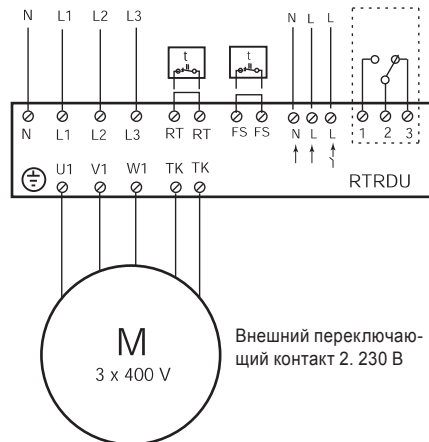 N L1 L2 L3 N L L
t t
N L1 L2 L3 RT RT FS FS N L L 1 2 3
U1 V1 W1 TK TK RTRDU
M
3 x 400 V
Внешний переключаю-
щий контакт 2. 230 В